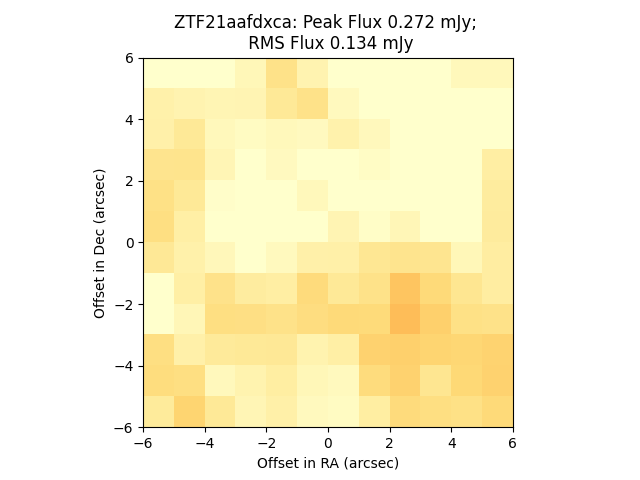 ZTF21aafdxca: Peak Flux 0.272 mJy;
RMS Flux 0.134 mJy
6
4
2
0
−2
−4
−6
Offset in Dec (arcsec)
−6 −4 −2 0 2 4 6
Offset in RA (arcsec)